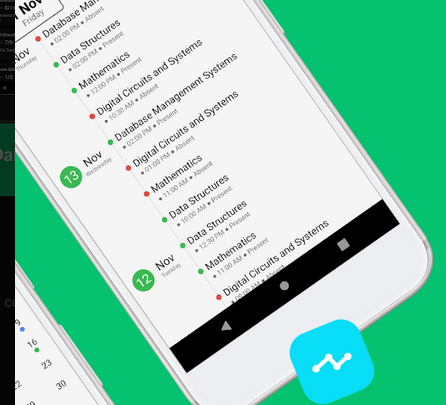 Nov
Friday
Database Man
02:00 PM • Absent
Data Structures
02:00 PM • Present
Nov
Thursday
Mathematics
12:00 PM • Present
Digital Circuits and Systems
10:30 AM • Absent
Database Management Systems
02:00 PM • Present
13
Nov
Wednesday
Digital Circuits and Systems
01:00 PM • Absent
Mathematics
11:00 AM • Absent
Data Structures
10:00 AM • Present
Data Structures
12:30 PM • Present
12
Nov
Tuesday
Mathematics
11:00 AM • Present
Digital Circuits and Systems
9
16
23
30